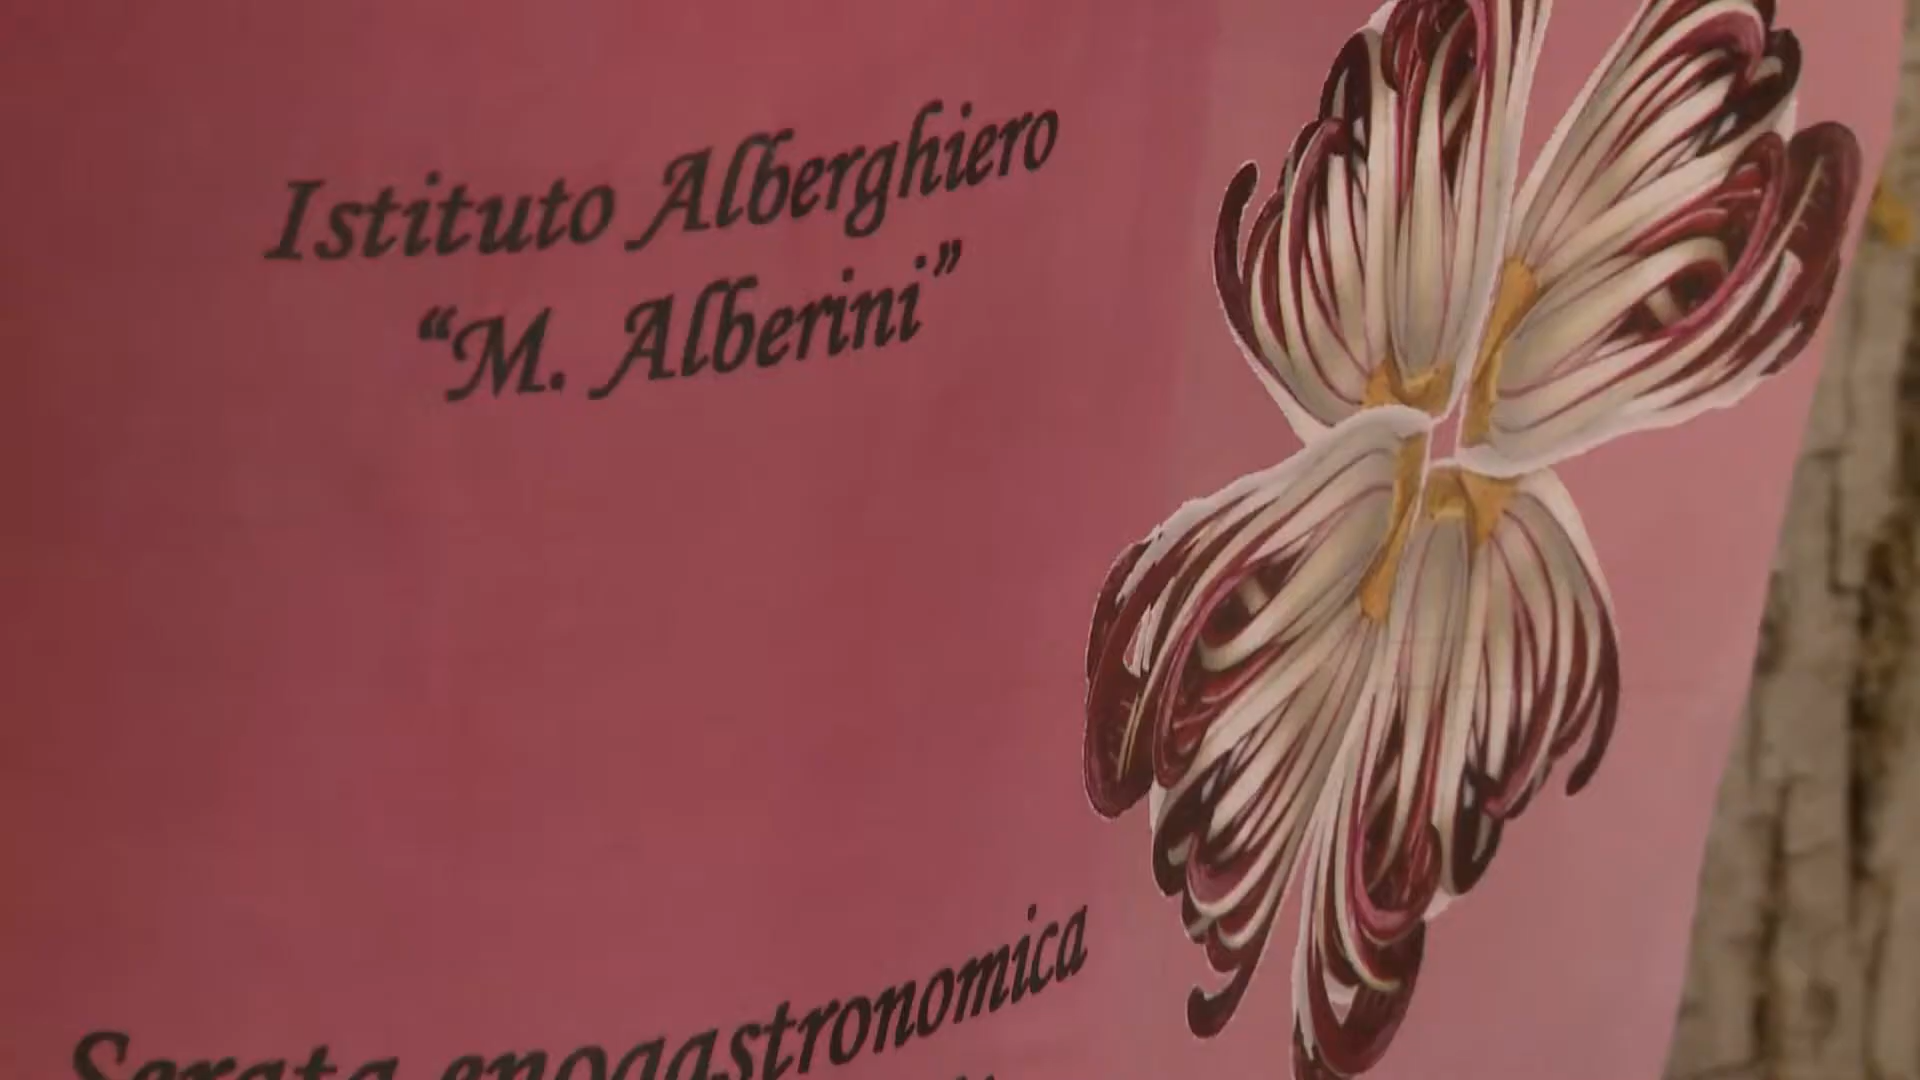 Istituto Alberghiero
“M. Alberini”
Serata enogastronomica